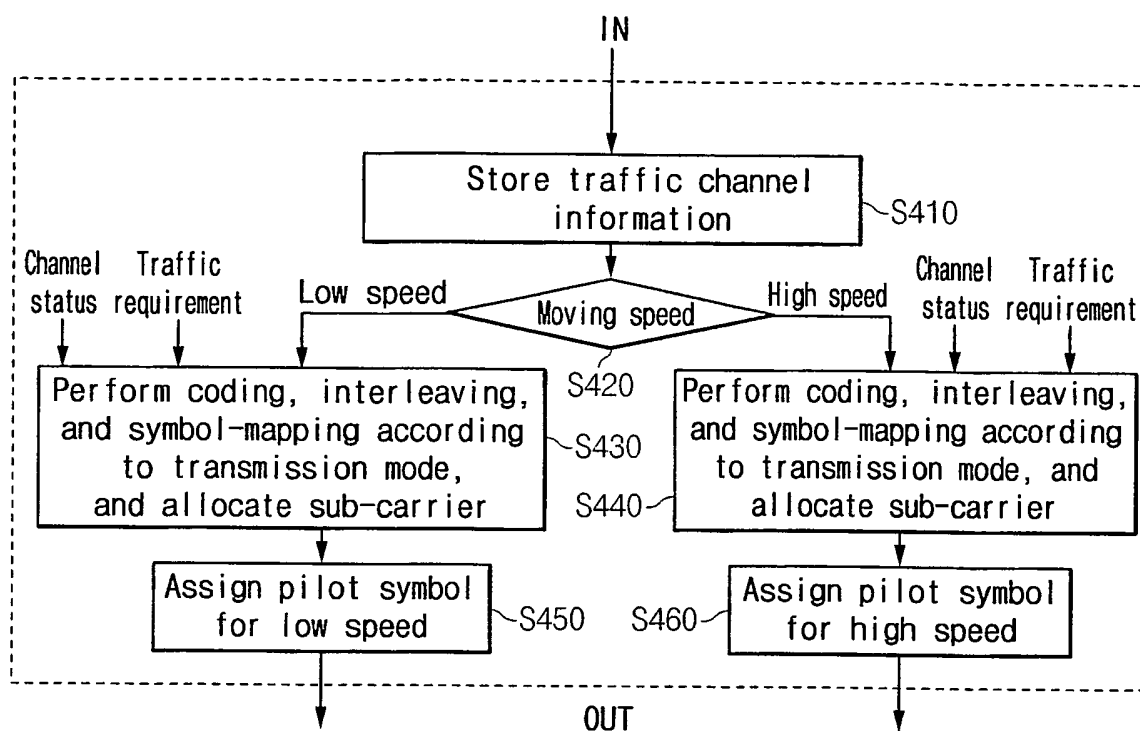 IN
Store traffic channel
information
S410
Channel Traffic
status requirement
Low speed
Moving speed
High speed
Channel Traffic
status requirement
S420
Perform coding, interleaving,
and symbol-mapping according
to transmission mode,
and allocate sub-carrier
S430
Perform coding, interleaving,
and symbol-mapping according
to transmission mode, and
allocate sub-carrier
S440
Assign pilot symbol
for low speed
S450
Assign pilot symbol
for high speed
S460
OUT